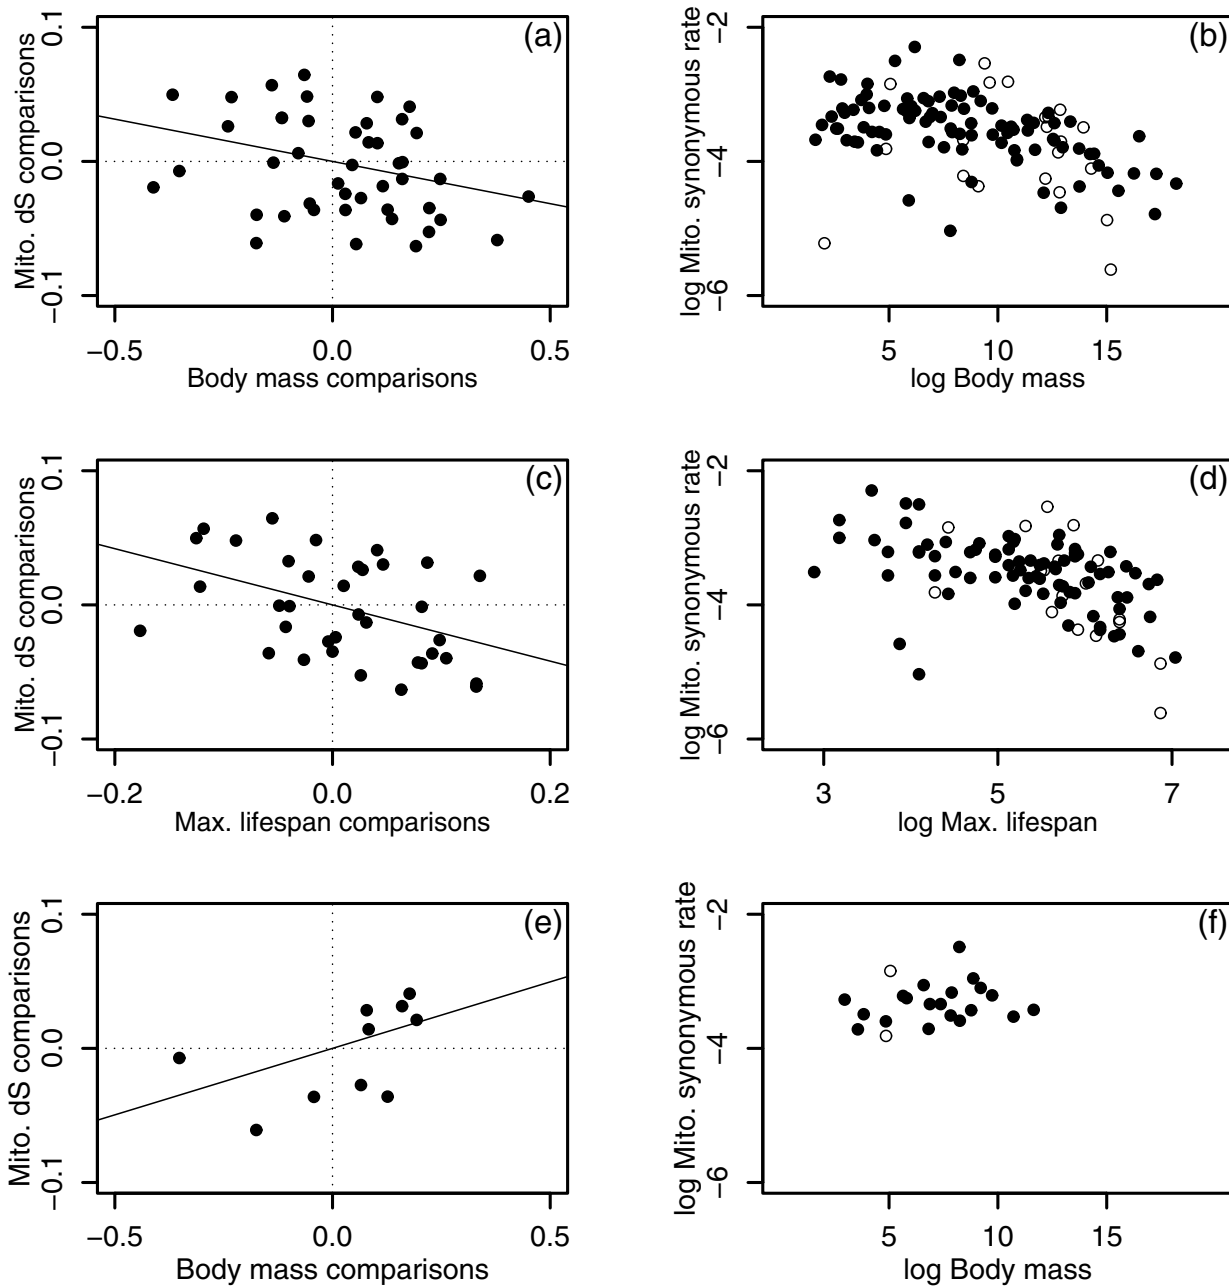 (a)
Mito. dS comparisons
0.1
0.0
−0.1
−0.5 0.0 0.5
Body mass comparisons
(b)
log Mito. synonymous rate
−2
−4
−6
5 10 15
log Body mass
(c)
Mito. dS comparisons
0.1
0.0
−0.1
−0.2 0.0 0.2
Max. lifespan comparisons
(d)
log Mito. synonymous rate
−2
−4
−6
3 5 7
log Max. lifespan
(e)
Mito. dS comparisons
0.1
0.0
−0.1
−0.5 0.0 0.5
Body mass comparisons
(f)
log Mito. synonymous rate
−2
−4
−6
5 10 15
log Body mass